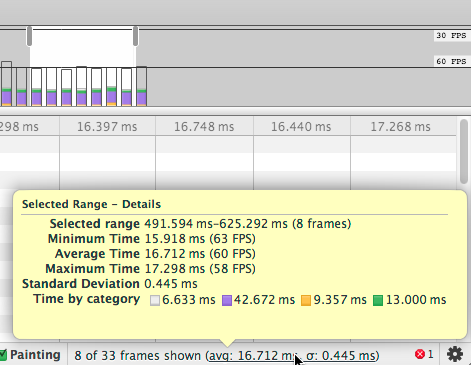 30 FPS
60 FPS
298 ms 16.397 ms 16.748 ms 16.440 ms 17.268 ms
Selected Range – Details
Selected range 491.594 ms–625.292 ms (8 frames)
Minimum Time 15.918 ms (63 FPS)
Average Time 16.712 ms (60 FPS)
Maximum Time 17.298 ms (58 FPS)
Standard Deviation 0.445 ms
Time by category 6.633 ms 42.672 ms 9.357 ms 13.000 ms
Painting 8 of 33 frames shown (avg: 16.712 ms, σ: 0.445 ms) 1